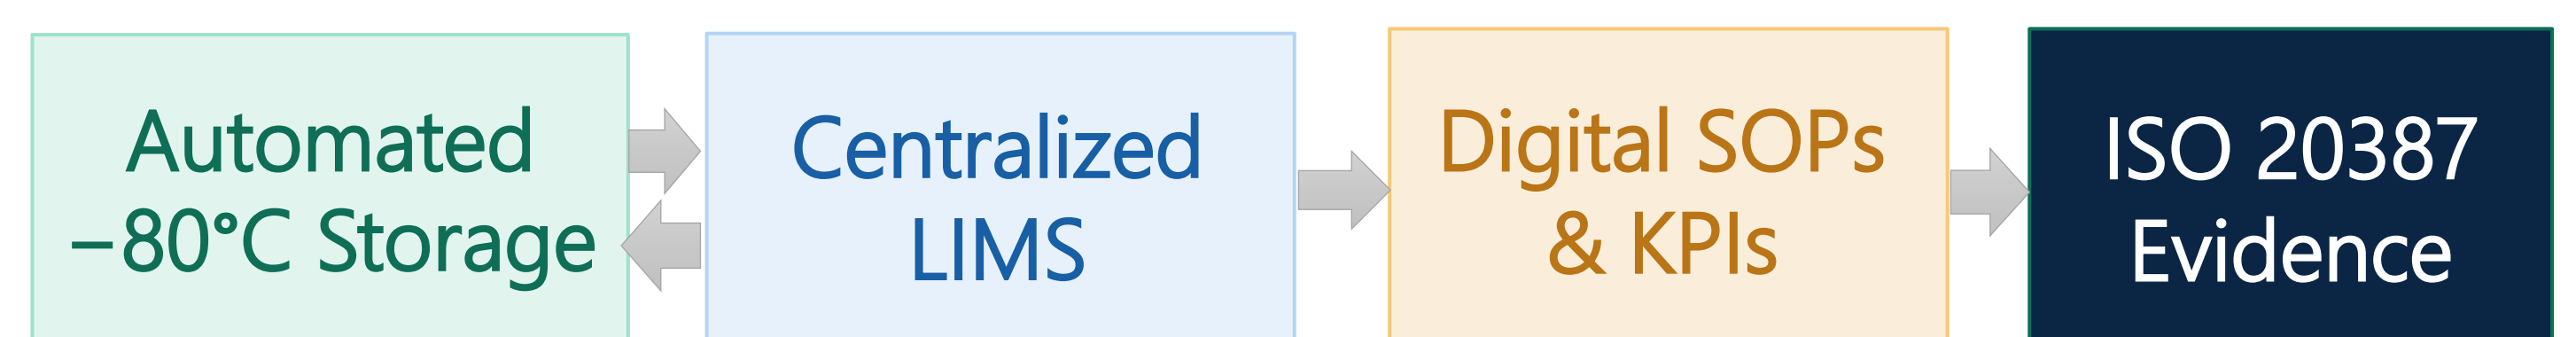 Automated
−80°C Storage
Centralized
LIMS
Digital SOPs
& KPIs
ISO 20387
Evidence